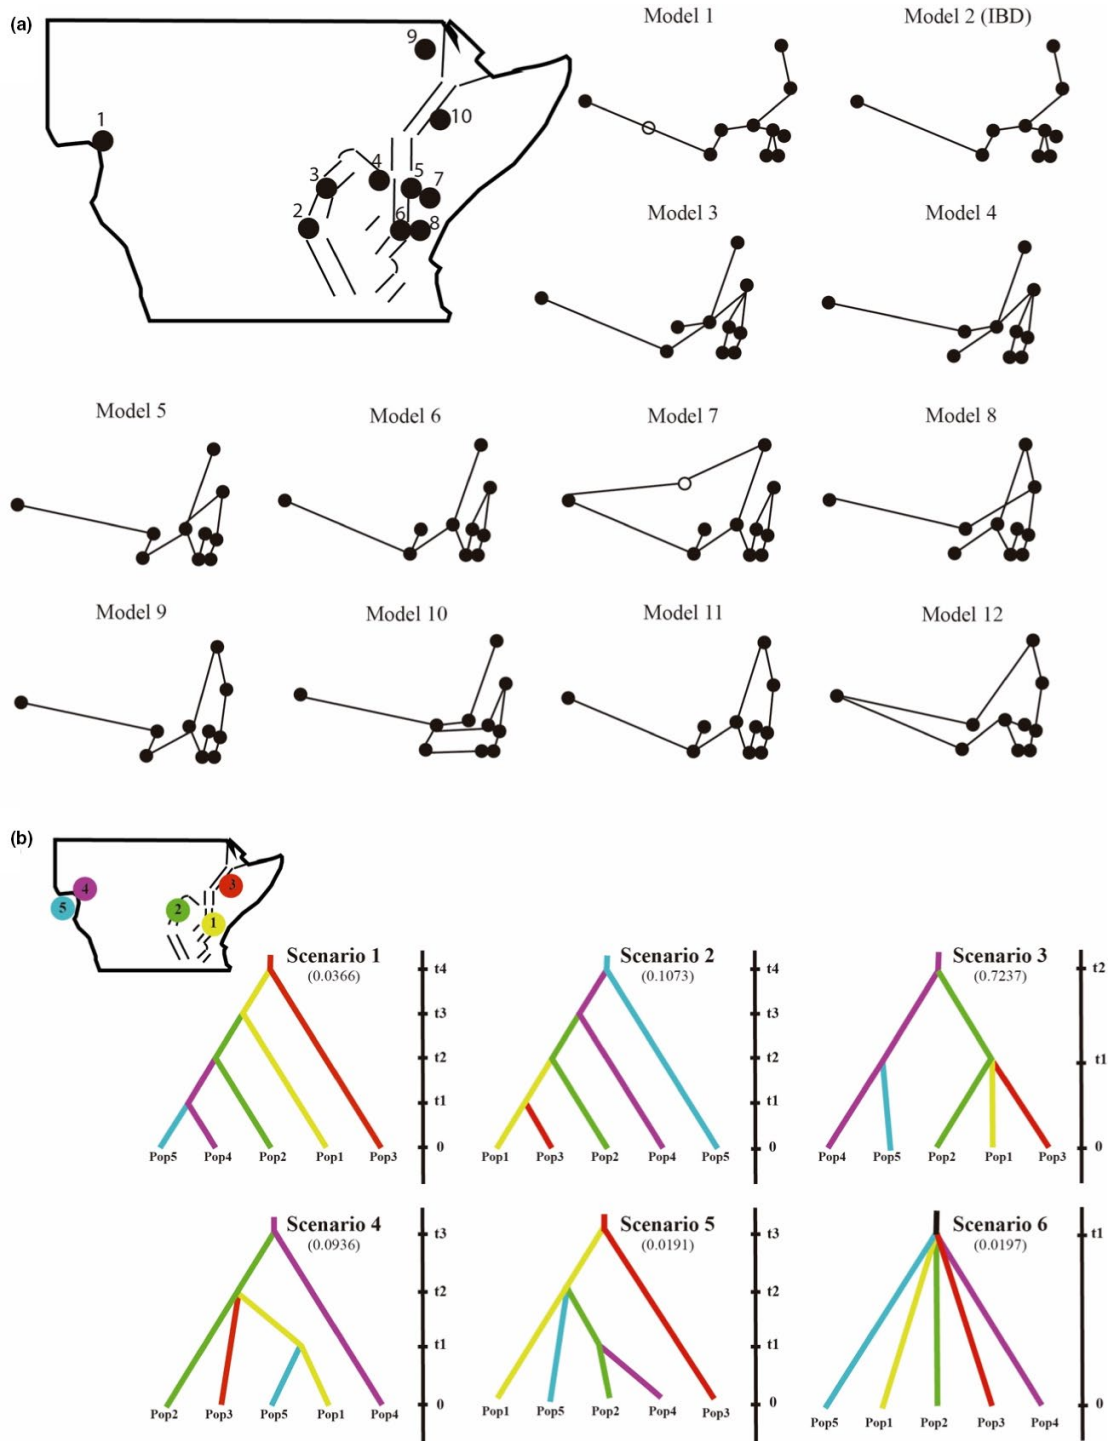 (a)
Model 1
Model 2 (IBD)
9
10
1
4
5
3
7
2
6
8
Model 3
Model 4
Model 5
Model 6
Model 7
Model 8
Model 9
Model 10
Model 11
Model 12
(b)
4
3
5
2
1
Scenario 1
(0.0366)
t4
t3
t2
t1
0
Pop5 Pop4 Pop2 Pop1 Pop3
Scenario 2
(0.1073)
t4
t3
t2
t1
0
Pop1 Pop3 Pop2 Pop4 Pop5
Scenario 3
(0.7237)
t2
t1
0
Pop4 Pop5 Pop2 Pop1 Pop3
Scenario 4
(0.0936)
t3
t2
t1
0
Pop2 Pop3 Pop5 Pop1 Pop4
Scenario 5
(0.0191)
t3
t2
t1
0
Pop1 Pop5 Pop2 Pop4 Pop3
Scenario 6
(0.0197)
t1
0
Pop5 Pop1 Pop2 Pop3 Pop4